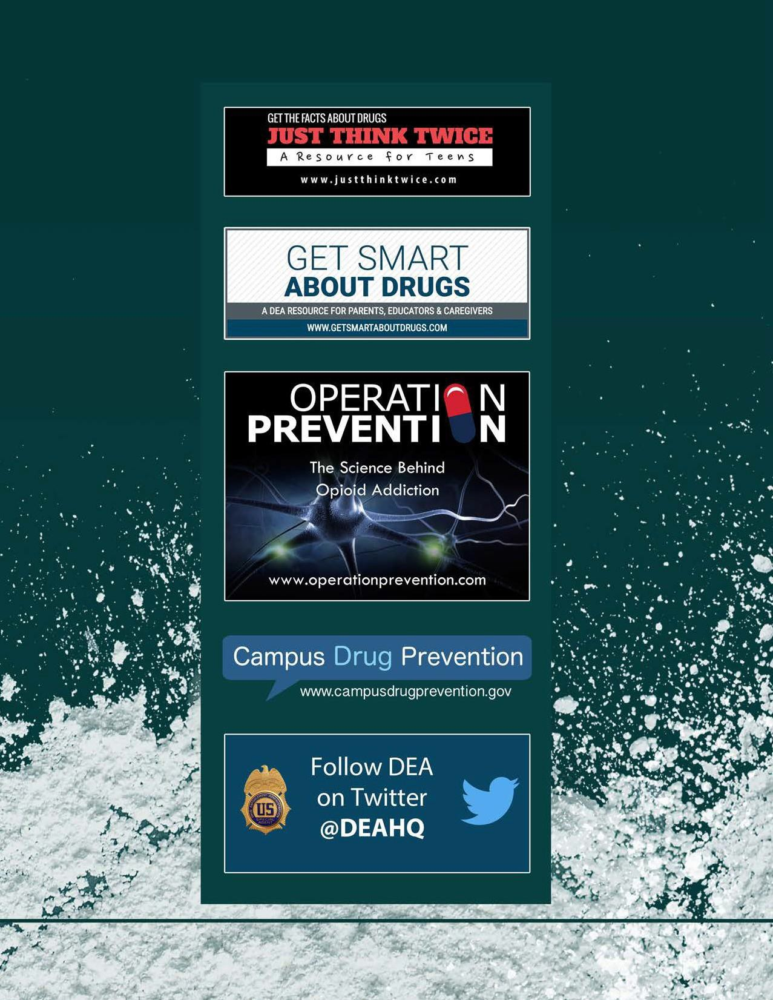 GET THE FACTS ABOUT DRUGS
JUST THINK TWICE
A Resource for Teens
www.justthinktwice.com
GET SMART
ABOUT DRUGS
A DEA RESOURCE FOR PARENTS, EDUCATORS & CAREGIVERS
WWW.GETSMARTABOUTDRUGS.COM
OPERATION
PREVENTION
The Science Behind
Opioid Addiction
www.operationprevention.com
Campus Drug Prevention
www.campusdrugprevention.gov
Follow DEA
on Twitter
@DEAHQ
US
SPECIAL
AGENT